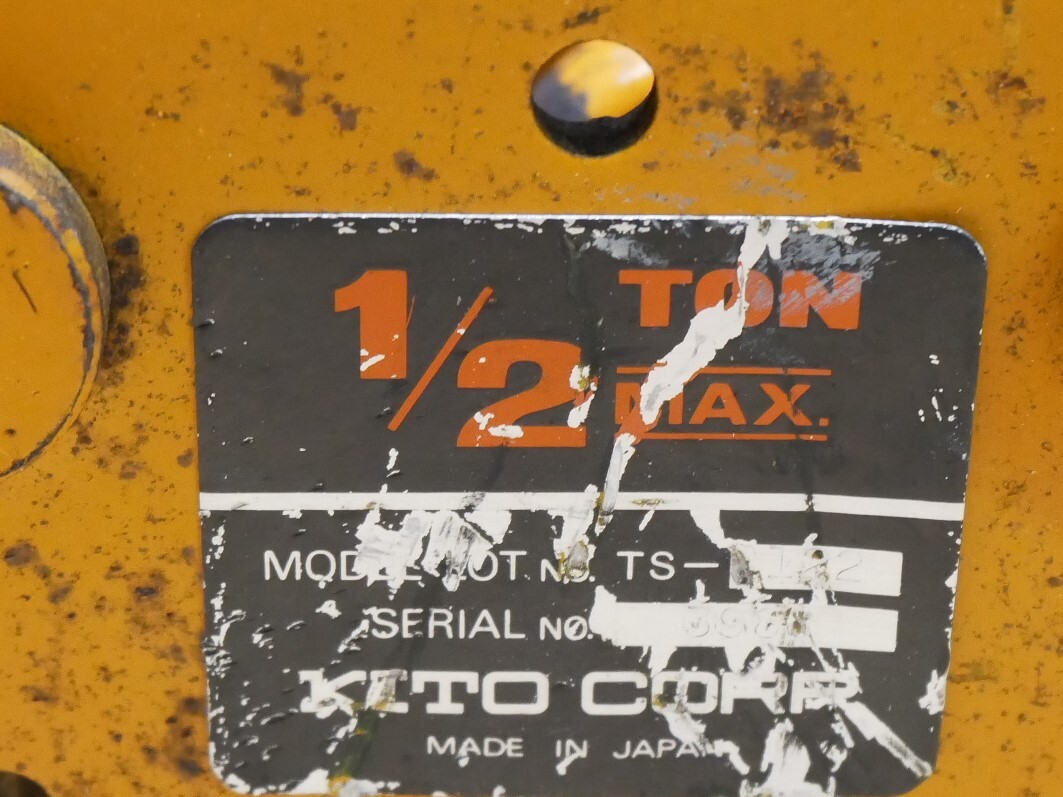 1/2 TON
MAX.
MODEL LOT NO. TS-
SERIAL NO.
KITO CORP
MADE IN JAPAN